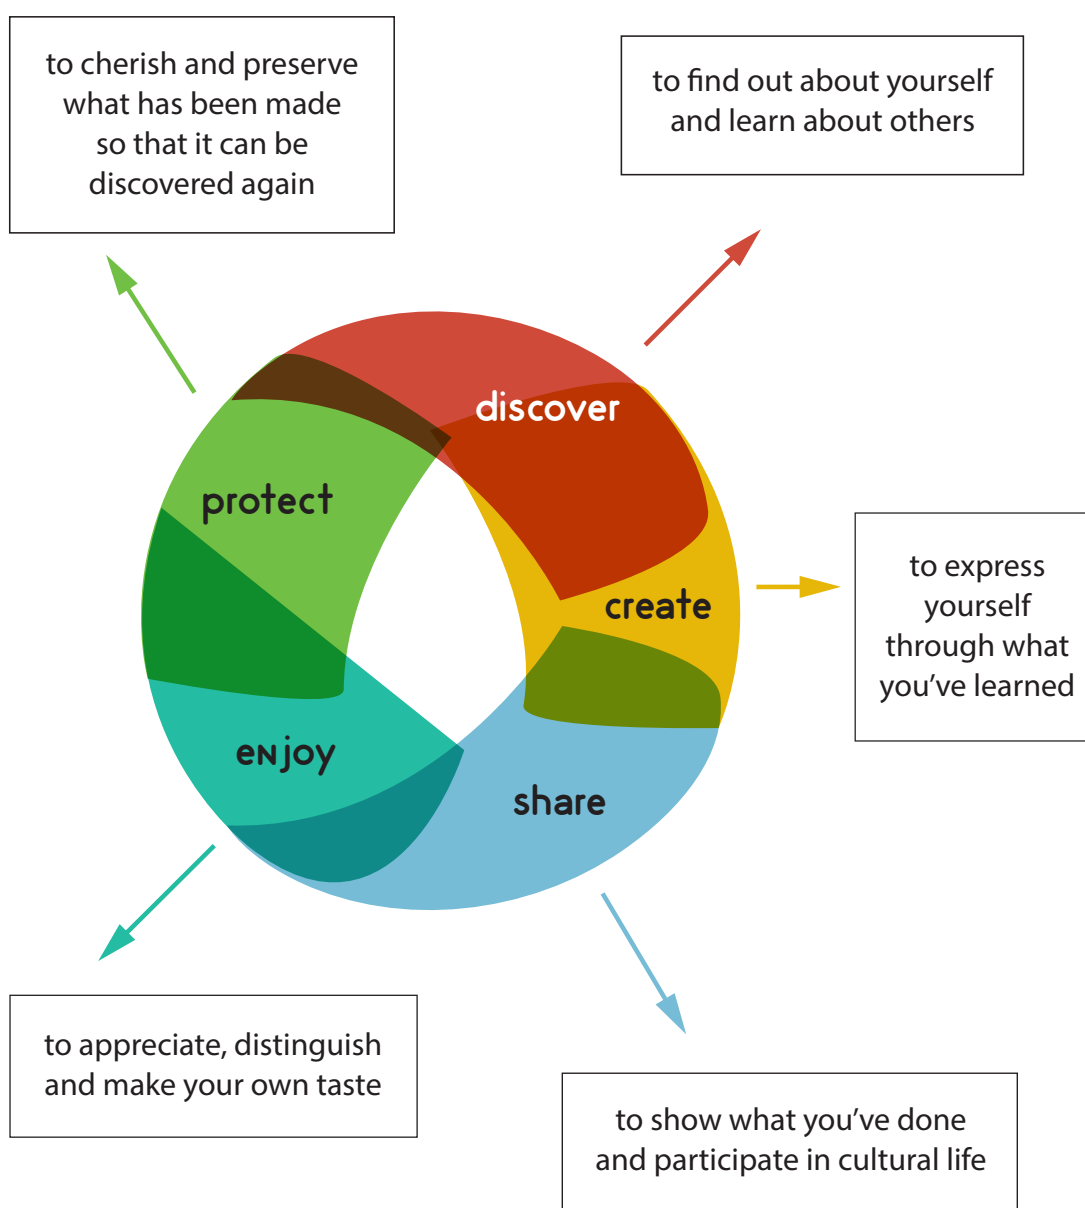 to cherish and preserve
what has been made
so that it can be
discovered again
to find out about yourself
and learn about others
discover
protect
create
to express
yourself
through what
you've learned
enjoy
share
to appreciate, distinguish
and make your own taste
to show what you've done
and participate in cultural life